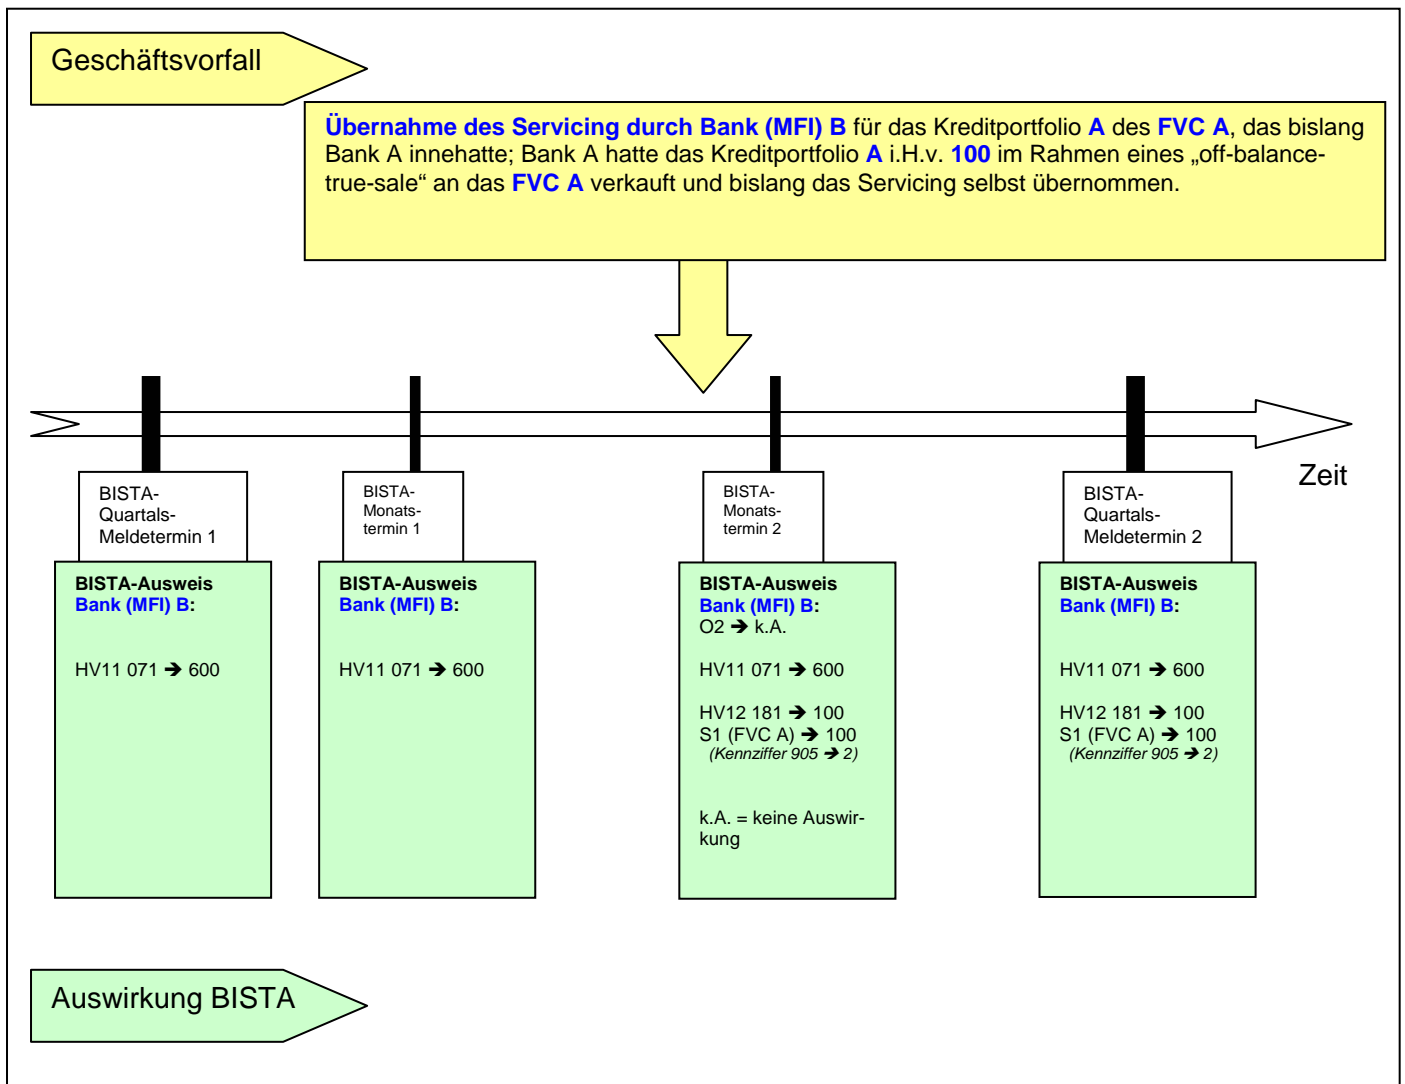 Geschäftsvorfall
Übernahme des Servicing durch Bank (MFI) B für das Kreditportfolio A des FVC A, das bislang
Bank A innehatte; Bank A hatte das Kreditportfolio A i.H.v. 100 im Rahmen eines „off-balance-
true-sale“ an das FVC A verkauft und bislang das Servicing selbst übernommen.
Zeit
BISTA-
Quartals-
Meldetermin 1
BISTA-Ausweis
Bank (MFI) B:
HV11 071 ➔ 600
BISTA-
Monats-
termin 1
BISTA-Ausweis
Bank (MFI) B:
HV11 071 ➔ 600
BISTA-
Monats-
termin 2
BISTA-Ausweis
Bank (MFI) B:
O2 ➔ k.A.
HV11 071 ➔ 600
HV12 181 ➔ 100
S1 (FVC A) ➔ 100
(Kennziffer 905 ➔ 2)
k.A. = keine Auswir-
kung
BISTA-
Quartals-
Meldetermin 2
BISTA-Ausweis
Bank (MFI) B:
HV11 071 ➔ 600
HV12 181 ➔ 100
S1 (FVC A) ➔ 100
(Kennziffer 905 ➔ 2)
Auswirkung BISTA